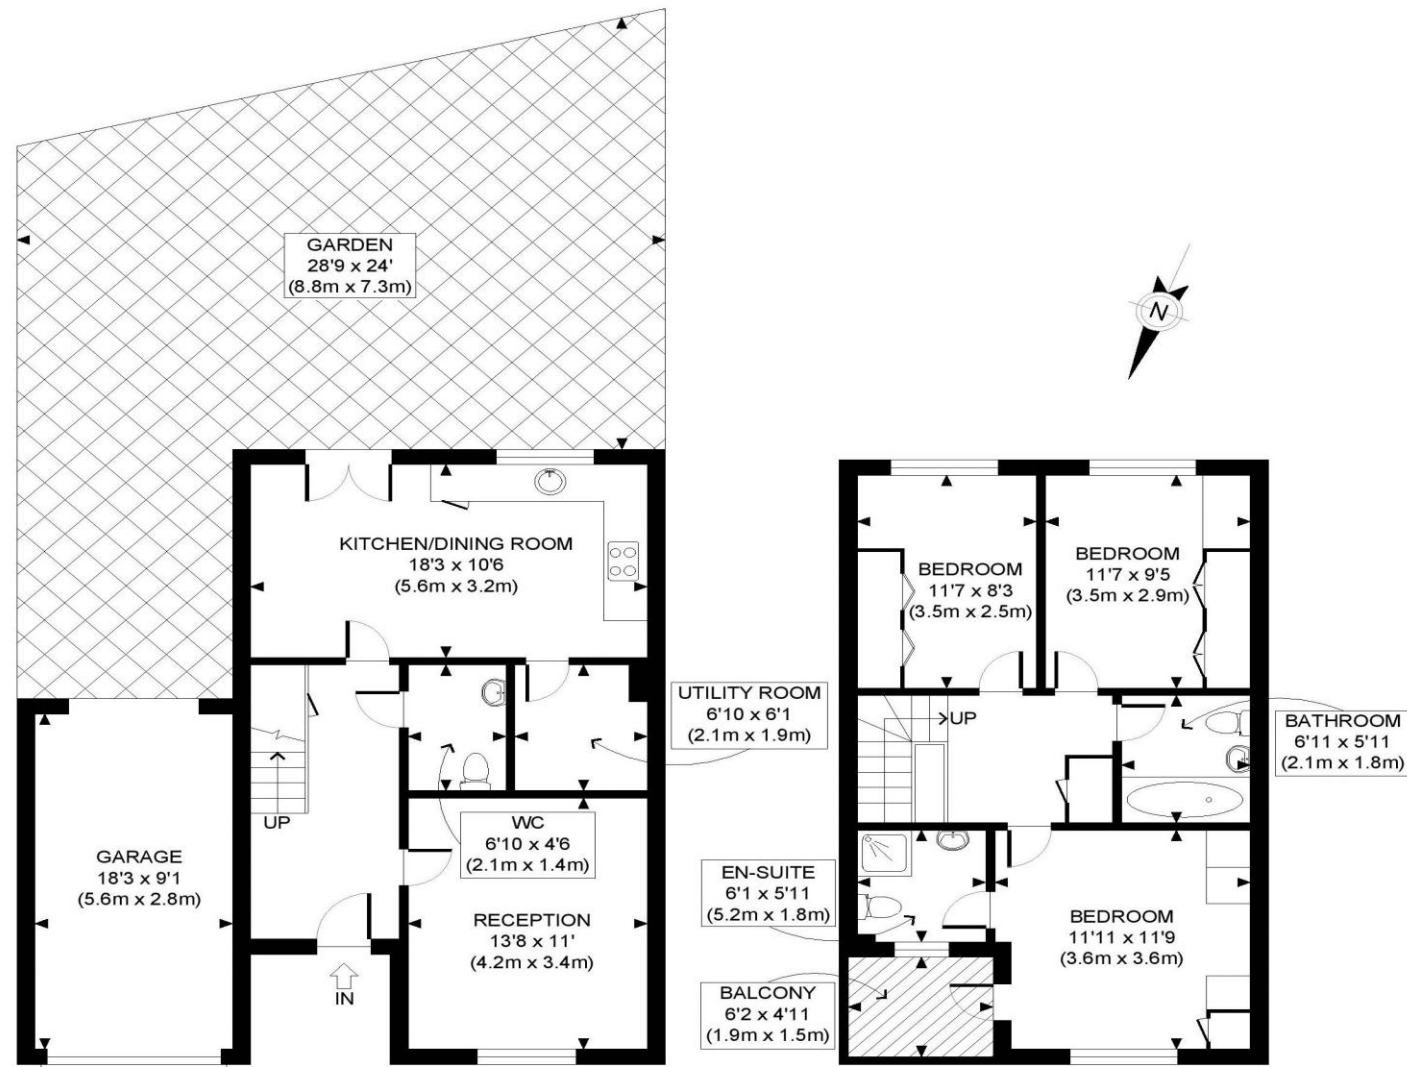 GARDEN
28'9 x 24'
(8.8m x 7.3m)
N
KITCHEN/DINING ROOM
18'3 x 10'6
(5.6m x 3.2m)
BEDROOM
11'7 x 8'3
(3.5m x 2.5m)
BEDROOM
11'7 x 9'5
(3.5m x 2.9m)
UTILITY ROOM
6'10 x 6'1
(2.1m x 1.9m)
UP
BATHROOM
6'11 x 5'11
(2.1m x 1.8m)
UP
WC
6'10 x 4'6
(2.1m x 1.4m)
GARAGE
18'3 x 9'1
(5.6m x 2.8m)
EN-SUITE
6'1 x 5'11
(5.2m x 1.8m)
RECEPTION
13'8 x 11'
(4.2m x 3.4m)
BEDROOM
11'11 x 11'9
(3.6m x 3.6m)
IN
BALCONY
6'2 x 4'11
(1.9m x 1.5m)